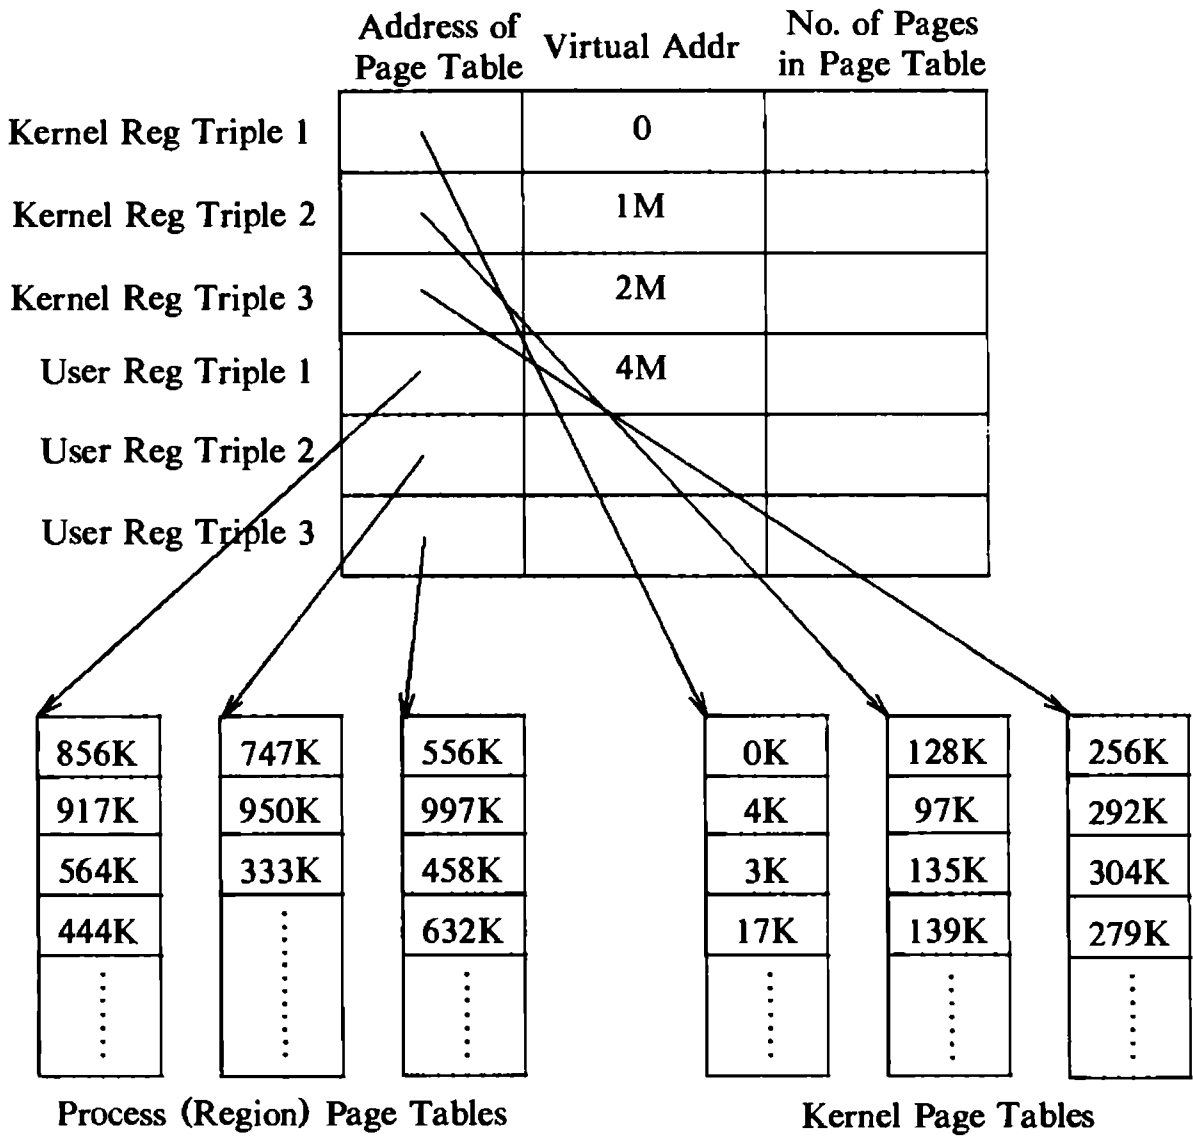 Address of Page Table Virtual Addr No. of Pages in Page Table
Kernel Reg Triple 1 0
Kernel Reg Triple 2 1M
Kernel Reg Triple 3 2M
User Reg Triple 1 4M
User Reg Triple 2
User Reg Triple 3
856K 747K 556K 0K 128K 256K
917K 950K 997K 4K 97K 292K
564K 333K 458K 3K 135K 304K
444K 632K 17K 139K 279K
Process (Region) Page Tables Kernel Page Tables